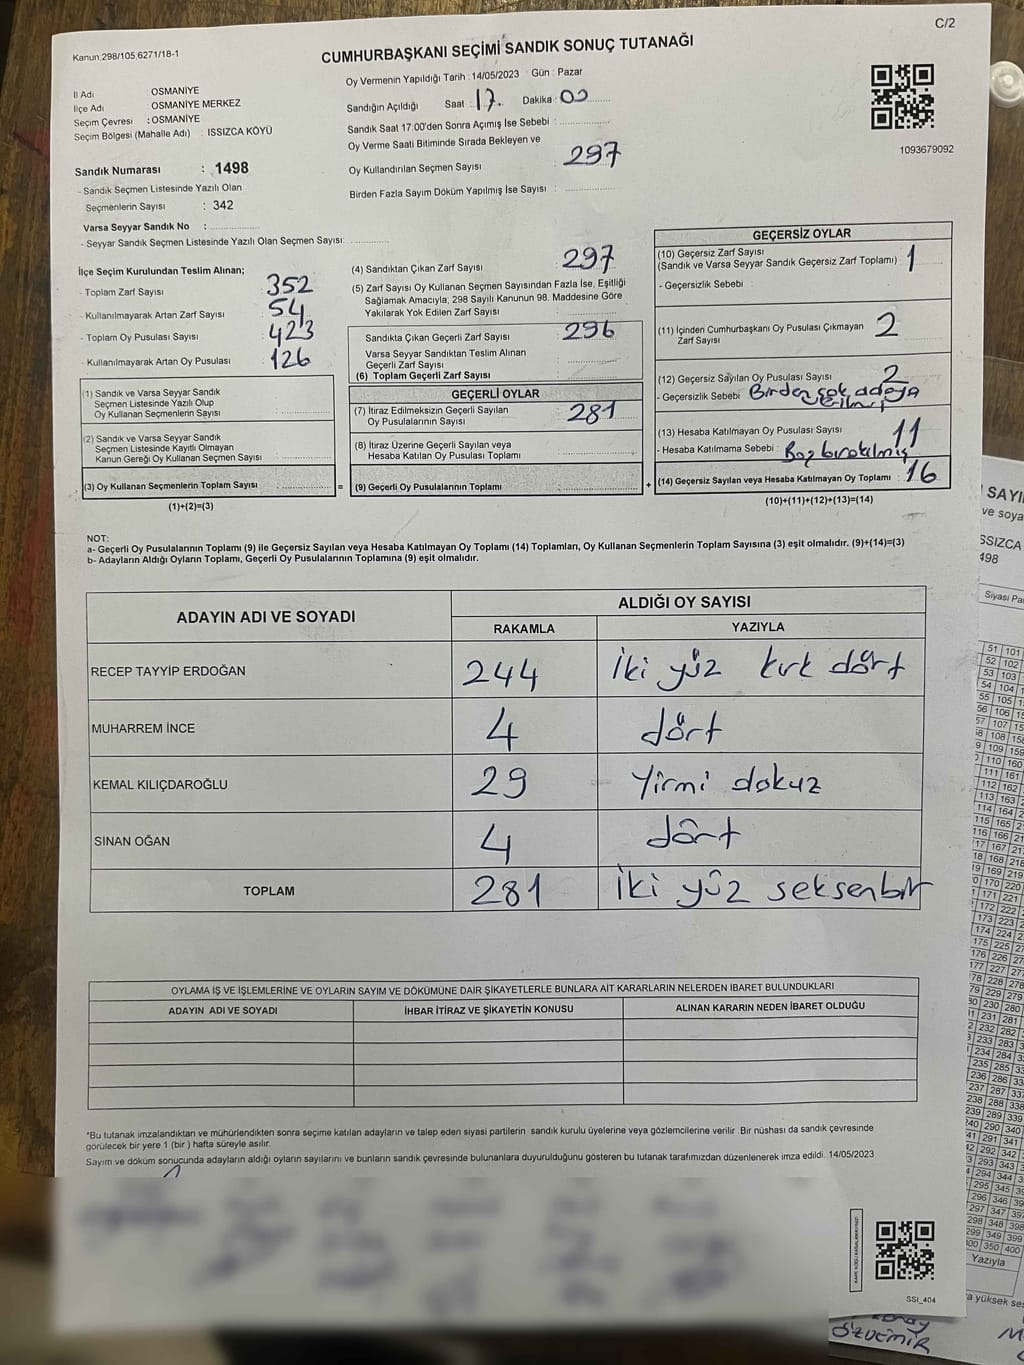 C/2
Kanun,298/105,6271/18-1
CUMHURBAŞKANI SEÇİMİ SANDIK SONUÇ TUTANAĞI
İl Adı : OSMANİYE
İlçe Adı : OSMANİYE MERKEZ
Seçim Çevresi : OSMANİYE
Seçim Bölgesi (Mahalle Adı) : ISSIZCA KÖYÜ
Sandık Numarası : 1498
- Sandık Seçmen Listesinde Yazılı Olan
Seçmenlerin Sayısı : 342
Varsa Seyyar Sandık No :
- Seyyar Sandık Seçmen Listesinde Yazılı Olan Seçmen Sayısı:
Oy Vermenin Yapıldığı Tarih : 14/05/2023 Gün : Pazar
Sandığın Açıldığı Saat 17. Dakika : 00
Sandık Saat 17:00'den Sonra Açımış İse Sebebi :
Oy Verme Saati Bitiminde Sırada Bekleyen ve
Oy Kullandırılan Seçmen Sayısı : 297
Birden Fazla Sayım Döküm Yapılmış İse Sayısı :
1093679092
İlçe Seçim Kurulundan Teslim Alınan;
- Toplam Zarf Sayısı : 352
- Kullanılmayarak Artan Zarf Sayısı : 54
- Toplam Oy Pusulası Sayısı : 423
- Kullanılmayarak Artan Oy Pusulası : 126
(1) Sandık ve Varsa Seyyar Sandık
Seçmen Listesinde Yazılı Olup
Oy Kullanan Seçmenlerin Sayısı :
(2) Sandık ve Varsa Seyyar Sandık
Seçmen Listesinde Kayıtlı Olmayan
Kanun Gereği Oy Kullanan Seçmen Sayısı :
(3) Oy Kullanan Seçmenlerin Toplam Sayısı :
(1)+(2)=(3)
(4) Sandıktan Çıkan Zarf Sayısı : 297
(5) Zarf Sayısı Oy Kullanan Seçmen Sayısından Fazla İse, Eşitliği
Sağlamak Amacıyla; 298 Sayılı Kanunun 98. Maddesine Göre
Yakılarak Yok Edilen Zarf Sayısı :
Sandıkta Çıkan Geçerli Zarf Sayısı : 296
Varsa Seyyar Sandıktan Teslim Alınan
Geçerli Zarf Sayısı :
(6) Toplam Geçerli Zarf Sayısı :
GEÇERLİ OYLAR
(7) İtiraz Edilmeksizin Geçerli Sayılan
Oy Pusulalarının Sayısı : 281
(8) İtiraz Üzerine Geçerli Sayılan veya
Hesaba Katılan Oy Pusulası Toplamı :
=
(9) Geçerli Oy Pusulalarının Toplamı :
+
GEÇERSİZ OYLAR
(10) Geçersiz Zarf Sayısı
(Sandık ve Varsa Seyyar Sandık Geçersiz Zarf Toplamı) : 1
- Geçersizlik Sebebi :
(11) İçinden Cumhurbaşkanı Oy Pusulası Çıkmayan
Zarf Sayısı : 2
(12) Geçersiz Sayılan Oy Pusulası Sayısı : 2
- Geçersizlik Sebebi : Birden çok adaya
(13) Hesaba Katılmayan Oy Pusulası Sayısı : 11
- Hesaba Katılmama Sebebi : Boş bırakılmış
(14) Geçersiz Sayılan veya Hesaba Katılmayan Oy Toplamı : 16
(10)+(11)+(12)+(13)=(14)
NOT:
a- Geçerli Oy Pusulalarının Toplamı (9) ile Geçersiz Sayılan veya Hesaba Katılmayan Oy Toplamı (14) Toplamları, Oy Kullanan Seçmenlerin Toplam Sayısına (3) eşit olmalıdır. (9)+(14)=(3)
b- Adayların Aldığı Oyların Toplamı, Geçerli Oy Pusulalarının Toplamına (9) eşit olmalıdır.
ADAYIN ADI VE SOYADI
ALDIĞI OY SAYISI
RAKAMLA YAZIYLA
RECEP TAYYİP ERDOĞAN 244 İki yüz kırk dört
MUHARREM İNCE 4 dört
KEMAL KILIÇDAROĞLU 29 Yirmi dokuz
SİNAN OĞAN 4 dört
TOPLAM 281 İki yüz seksenbir
OYLAMA İŞ VE İŞLEMLERİNE VE OYLARIN SAYIM VE DÖKÜMÜNE DAİR ŞİKAYETLERLE BUNLARA AİT KARARLARIN NELERDEN İBARET BULUNDUKLARI
ADAYIN ADI VE SOYADI İHBAR İTİRAZ VE ŞİKAYETİN KONUSU ALINAN KARARIN NEDEN İBARET OLDUĞU
*Bu tutanak imzalandıktan ve mühürlendikten sonra seçime katılan adayların ve talep eden siyasi partilerin sandık kurulu üyelerine veya gözlemcilerine verilir .Bir nüshası da sandık çevresinde
görülecek bir yere 1 (bir) hafta süreyle asılır.
Sayım ve döküm sonucunda adayların aldığı oyların sayılarını ve bunların sandık çevresinde bulunanlara duyurulduğunu gösteren bu tutanak tarafımızdan düzenlenerek imza edildi. 14/05/2023
SSI_404
ISSIZCA
498
Siyasi Pa
Yazıyla
ÖZDEMİR